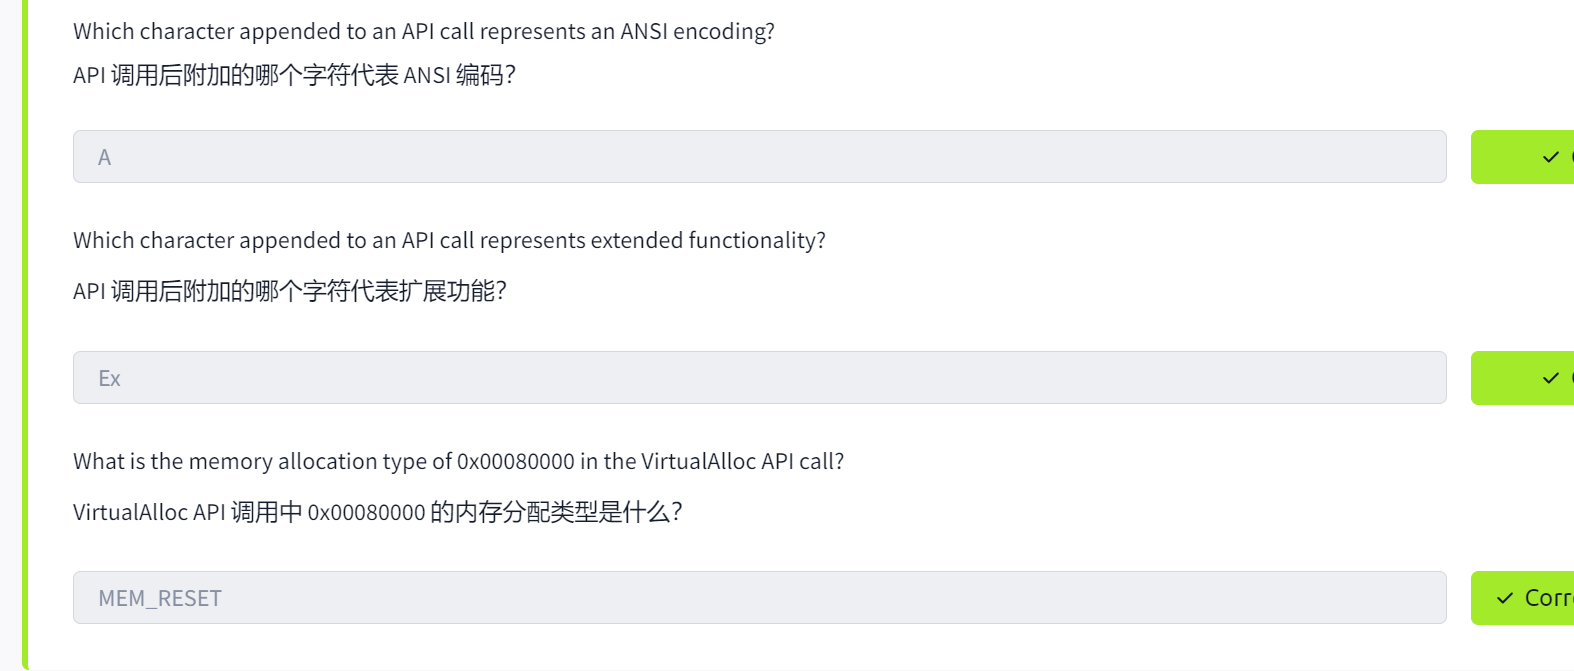 Which character appended to an API call represents an ANSI encoding?
API 调用后附加的哪个字符代表 ANSI 编码？
A
Which character appended to an API call represents extended functionality?
API 调用后附加的哪个字符代表扩展功能？
Ex
What is the memory allocation type of 0x00080000 in the VirtualAlloc API call?
VirtualAlloc API 调用中 0x00080000 的内存分配类型是什么？
MEM_RESET
✓ Corr